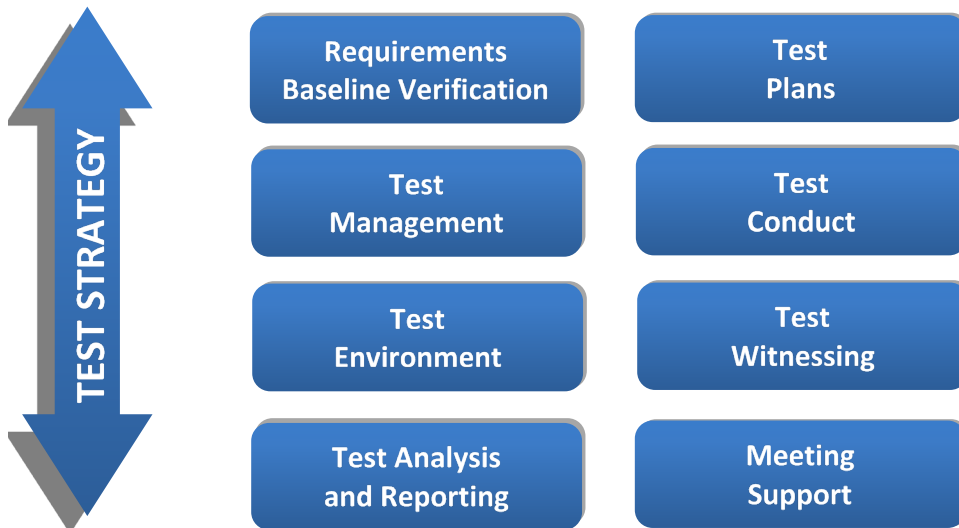 TEST STRATEGY
Requirements
Baseline Verification
Test
Plans
Test
Management
Test
Conduct
Test
Environment
Test
Witnessing
Test Analysis
and Reporting
Meeting
Support